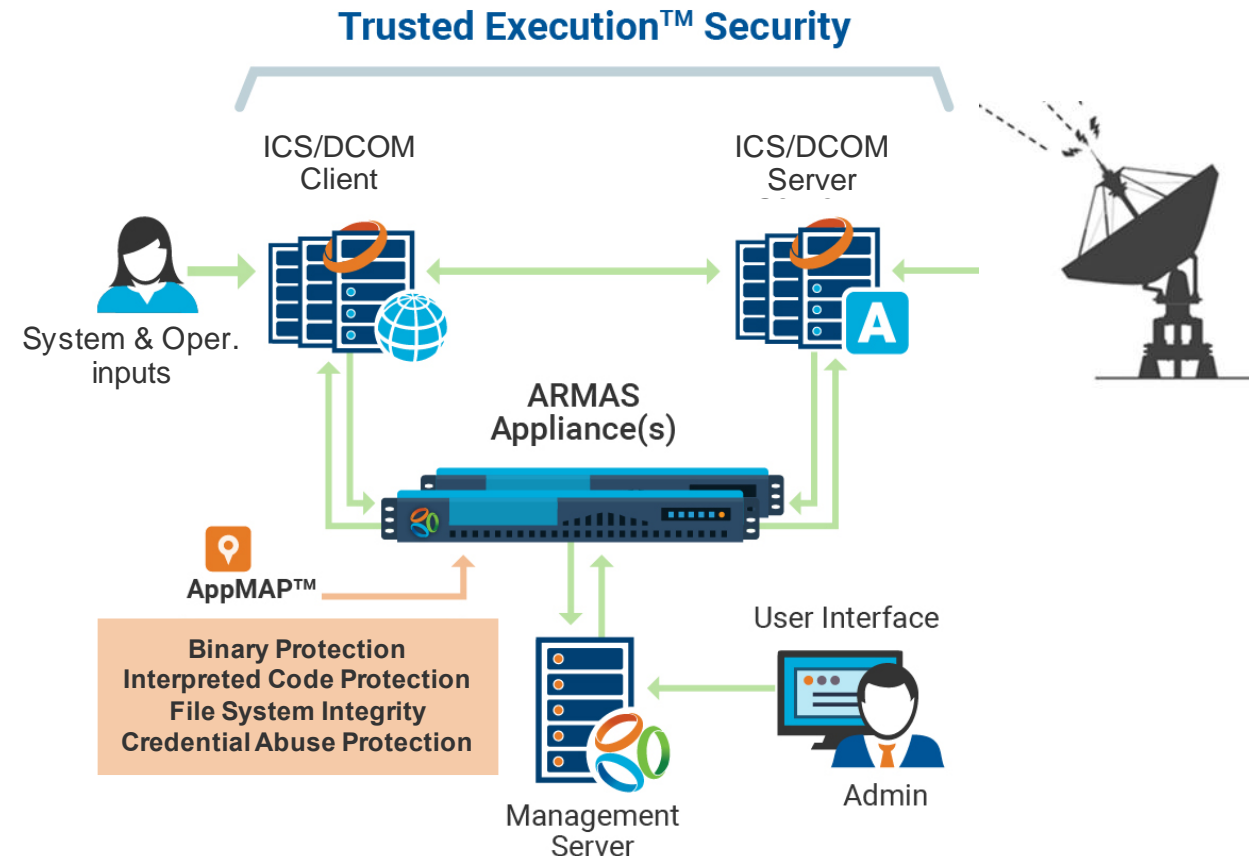 Trusted Execution™ Security
ICS/DCOM
Client
ICS/DCOM
Server
System & Oper.
inputs
A
ARMAS
Appliance(s)
AppMAP™
Binary Protection
Interpreted Code Protection
File System Integrity
Credential Abuse Protection
User Interface
Admin
Management
Server